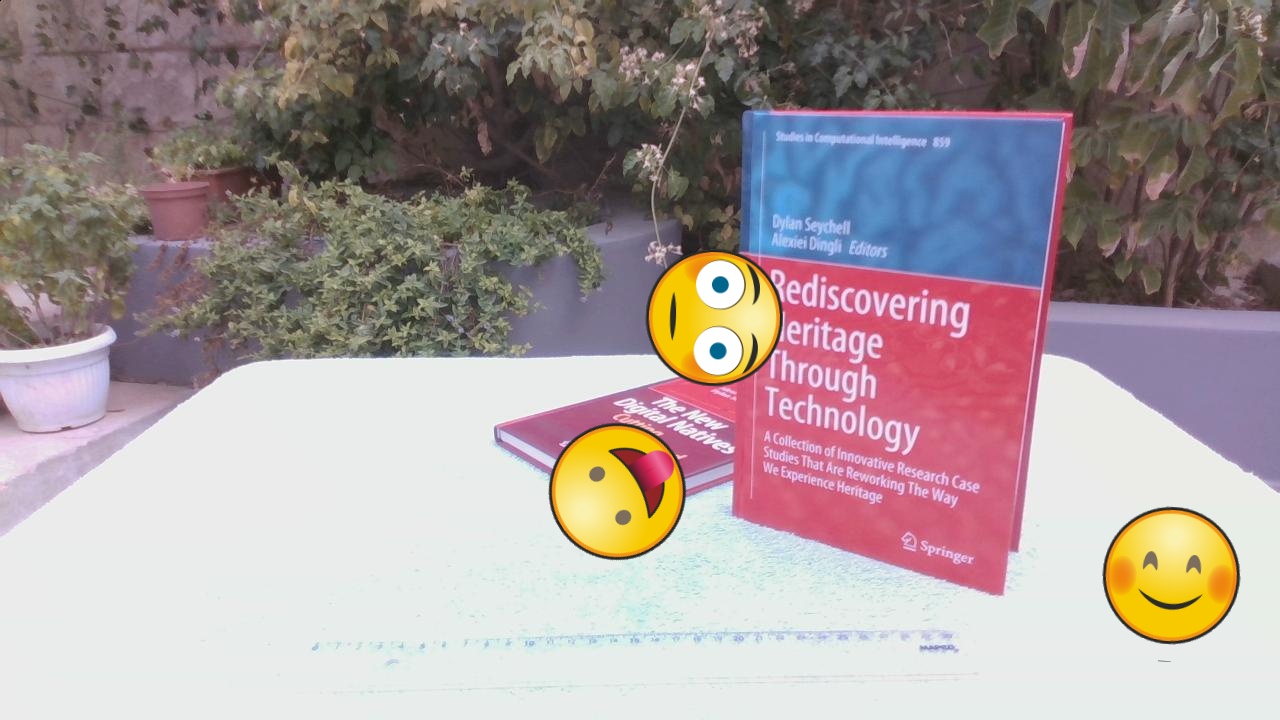 Studies in Computational Intelligence 859
Dylan Seychell
Alexiei Dingli Editors
Rediscovering
Heritage
Through
Technology
A Collection of Innovative Research Case
Studies That Are Reworking The Way
We Experience Heritage
Springer
The New
Digital Natives
Cutting